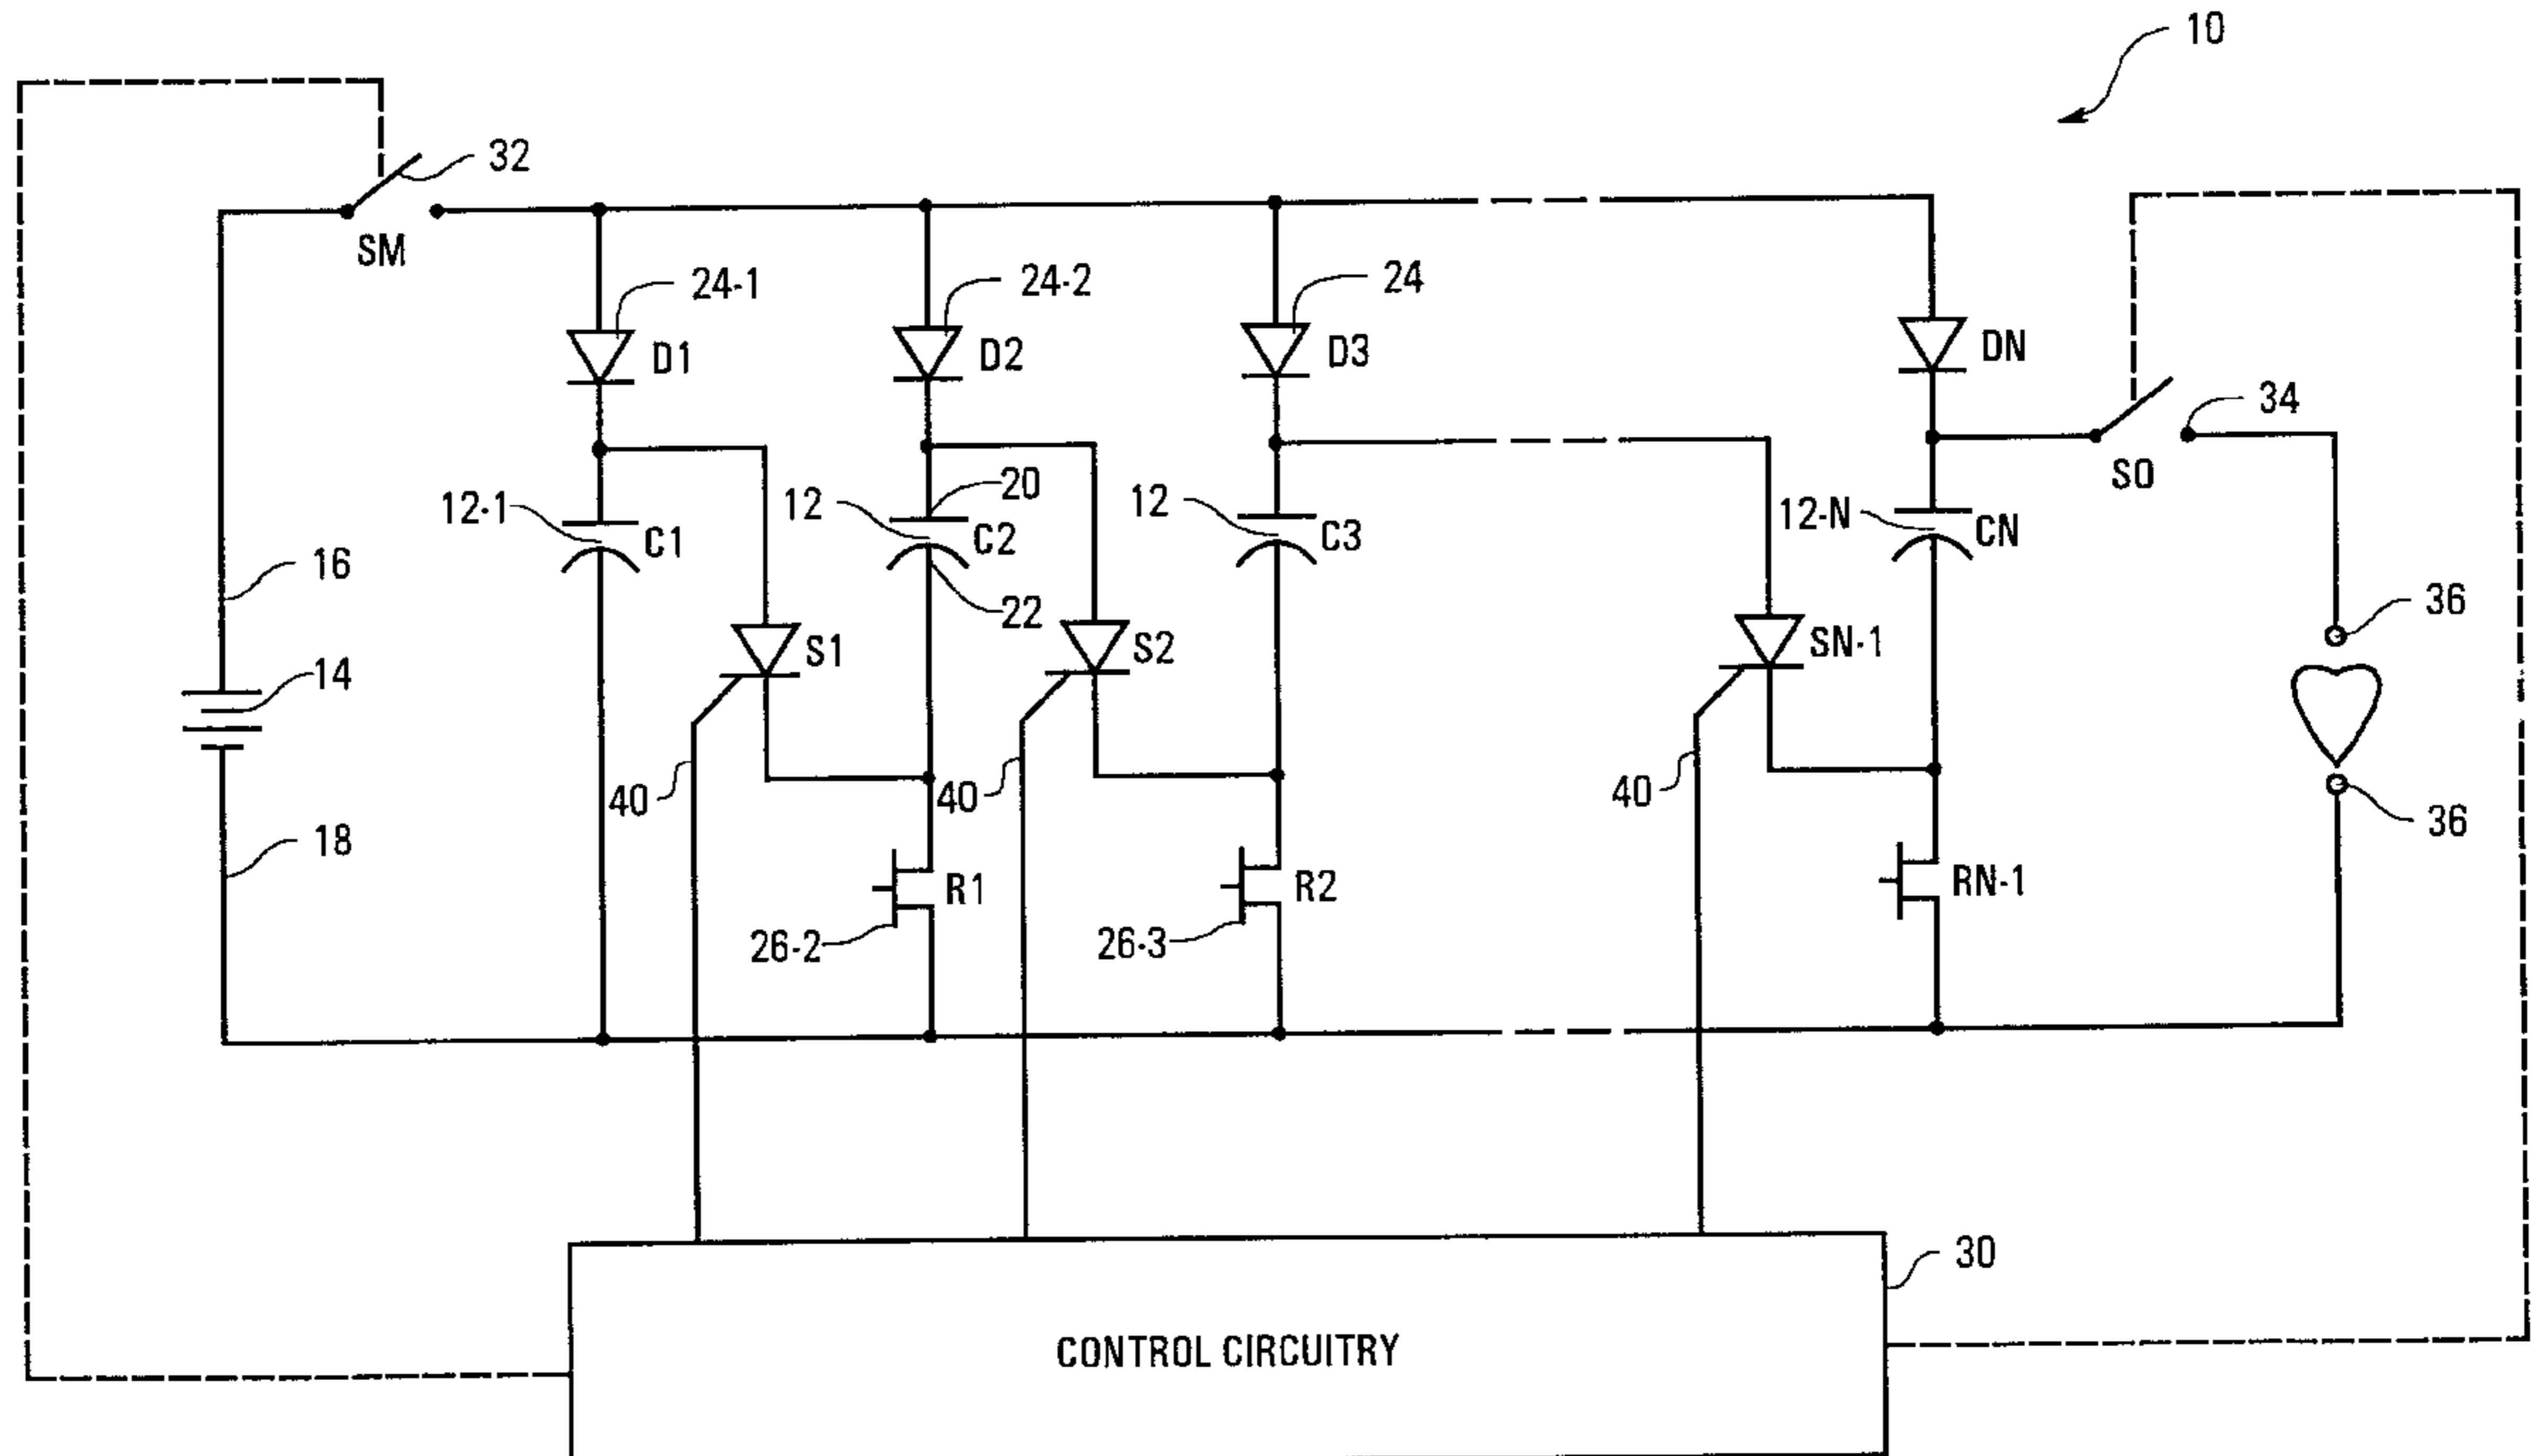 10
32
SM
24-1
24-2
24
D1
D2
D3
DN
34
SO
12-1
C1
12
20
C2
12
C3
12-N
CN
16
22
36
S1
S2
SN-1
14
40
40
40
36
18
R1
R2
RN-1
26-2
26-3
30
CONTROL CIRCUITRY